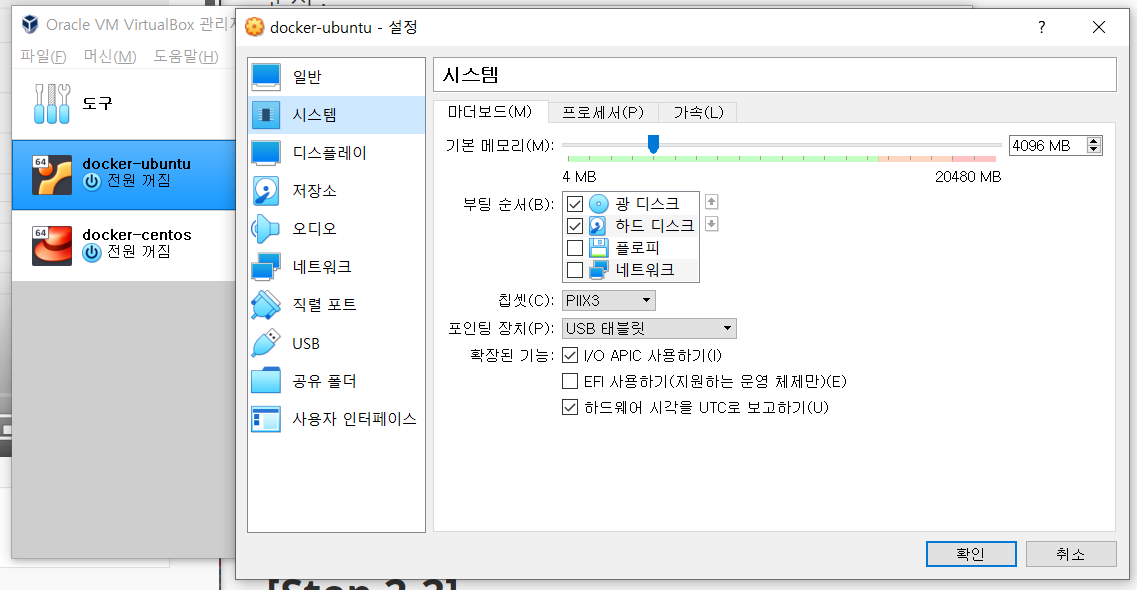 Oracle VM VirtualBox 관리자
파일(F) 머신(M) 도움말(H)
도구
64
docker-ubuntu
전원 꺼짐
64
docker-centos
전원 꺼짐
docker-ubuntu - 설정
?
일반
시스템
디스플레이
저장소
오디오
네트워크
직렬 포트
USB
공유 폴더
사용자 인터페이스
시스템
마더보드(M) 프로세서(P) 가속(L)
기본 메모리(M): 4096 MB
4 MB 20480 MB
부팅 순서(B): 광 디스크
하드 디스크
플로피
네트워크
칩셋(C): PIIX3
포인팅 장치(P): USB 태블릿
확장된 기능: I/O APIC 사용하기(I)
EFI 사용하기(지원하는 운영 체제만)(E)
하드웨어 시각을 UTC로 보고하기(U)
확인 취소